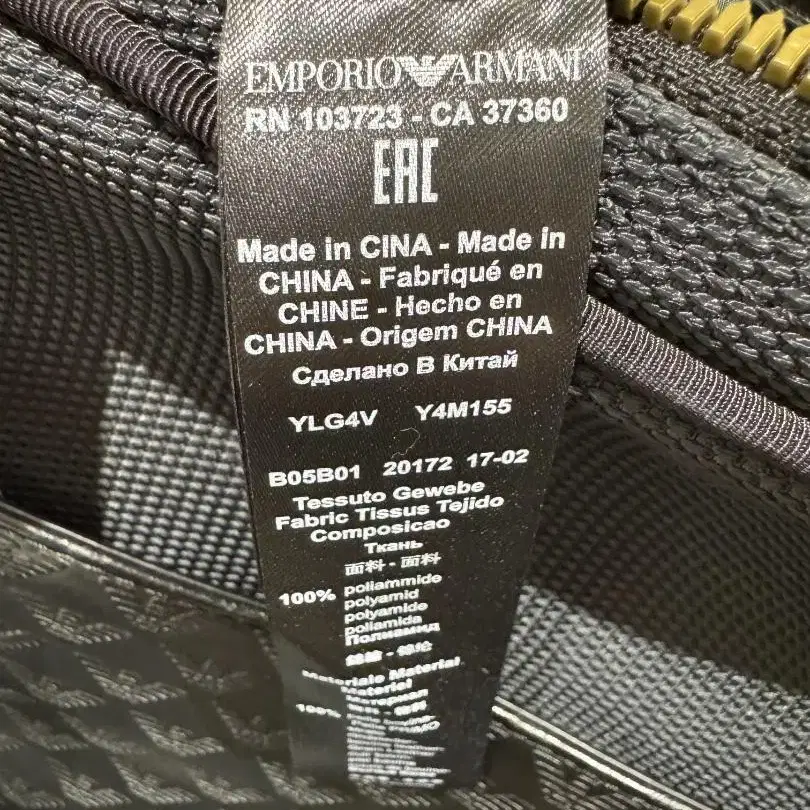 EMPORIO ARMANI
RN 103723 - CA 37360
EAC
Made in CINA - Made in
CHINA - Fabriqué en
CHINE - Hecho en
CHINA - Origem CHINA
Сделано В Китай
YLG4V Y4M155
B05B01 20172 17-02
Tessuto Gewebe
Fabric Tissus Tejido
Composicao
Ткань
面料 - 面料
100% poliammide
polyamid
polyamide
poliamida
Полиамид
Materiale Material
Material
100%